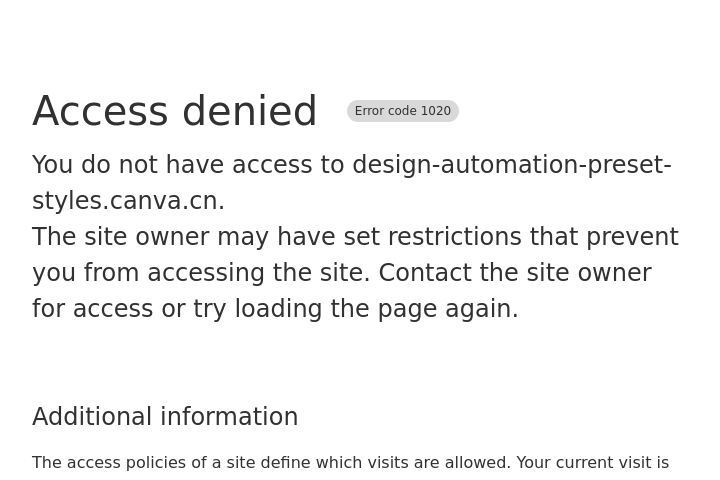 Access denied Error code 1020
You do not have access to design-automation-preset-
styles.canva.cn.
The site owner may have set restrictions that prevent
you from accessing the site. Contact the site owner
for access or try loading the page again.
Additional information
The access policies of a site define which visits are allowed. Your current visit is